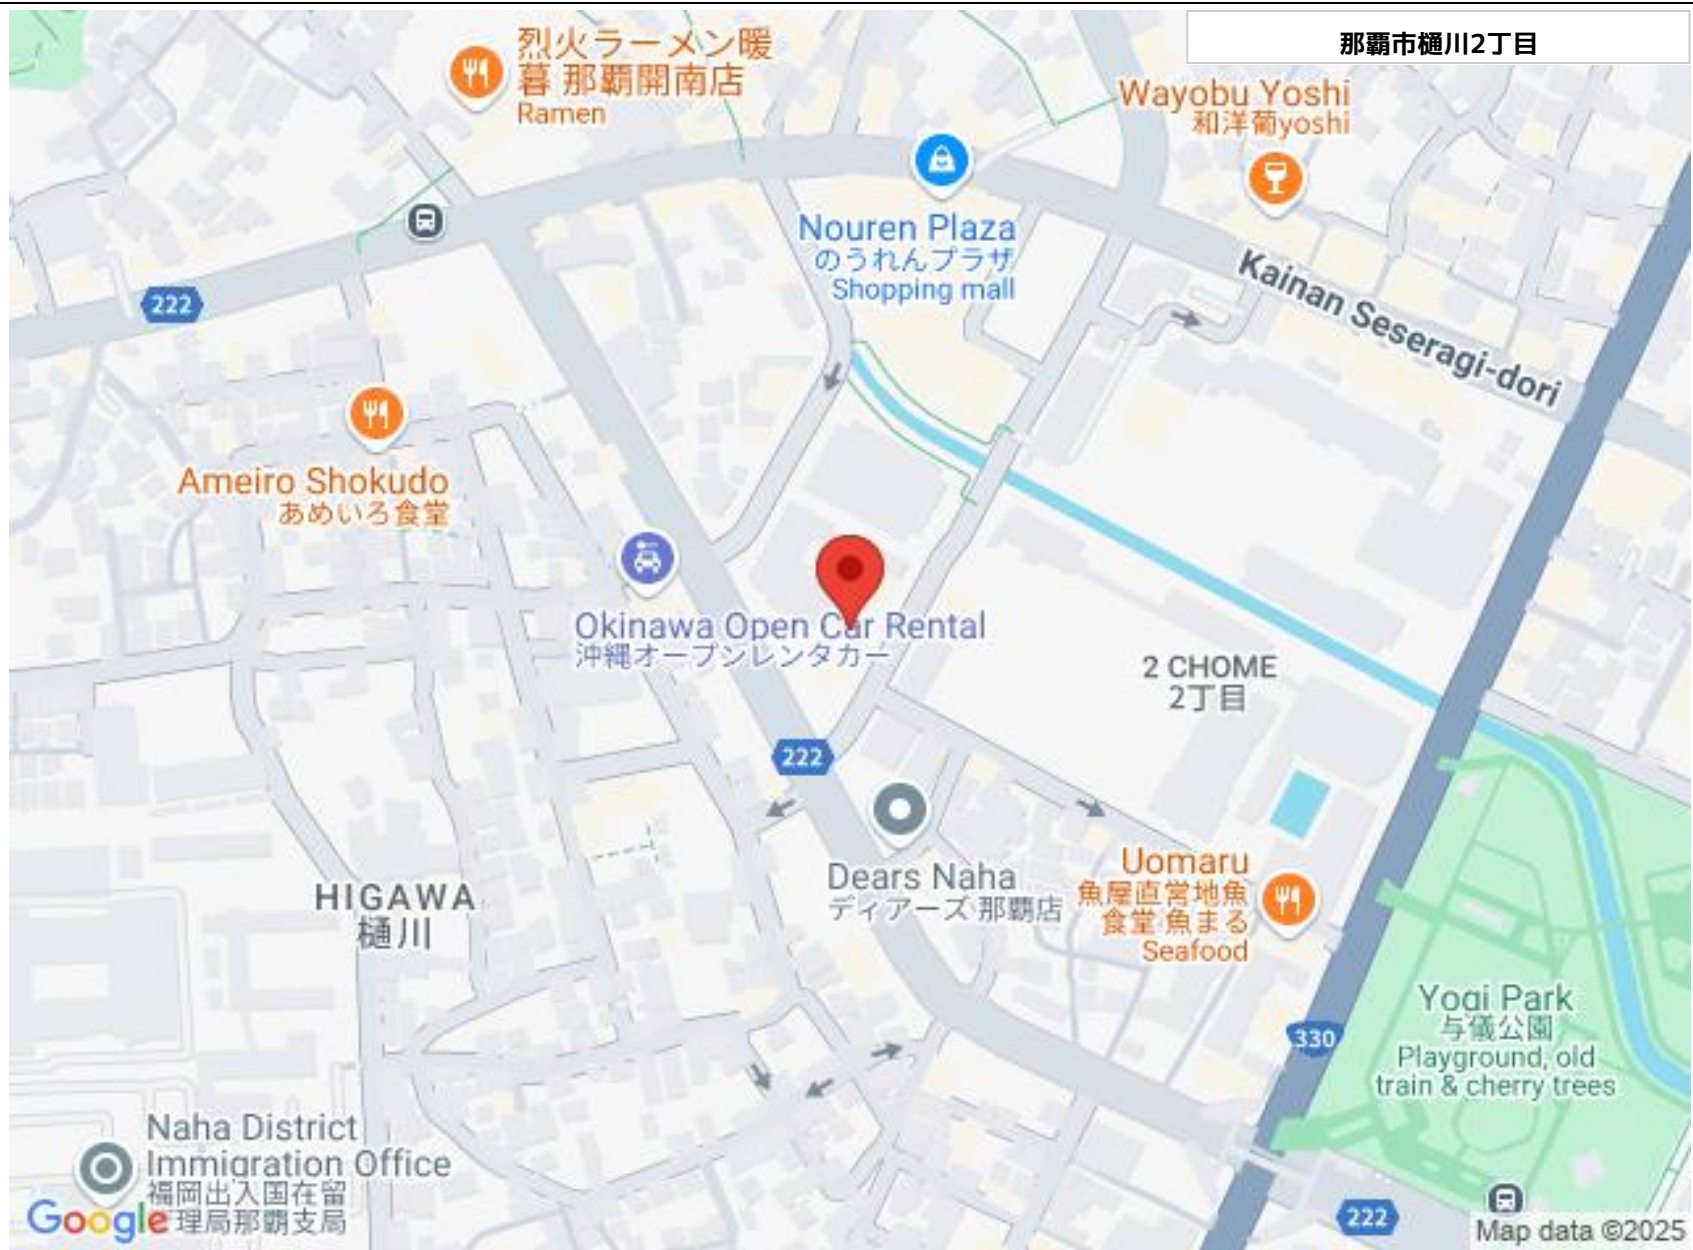 那覇市樋川2丁目
烈火ラーメン暖
暮 那覇開南店
Ramen
Wayobu Yoshi
和洋葡yoshi
Nouren Plaza
のうれんプラザ
Shopping mall
Kainan Seseragi-dori
222
Ameiro Shokudo
あめいろ食堂
Okinawa Open Car Rental
沖縄オープンレンタカー
2 CHOME
2丁目
222
Dears Naha
ディアーズ 那覇店
Uomaru
魚屋直営地魚
食堂 魚まる
Seafood
HIGAWA
樋川
Yogi Park
与儀公園
Playground, old
train & cherry trees
330
Naha District
Immigration Office
福岡出入国在留
理局那覇支局
222
Google
Map data ©2025